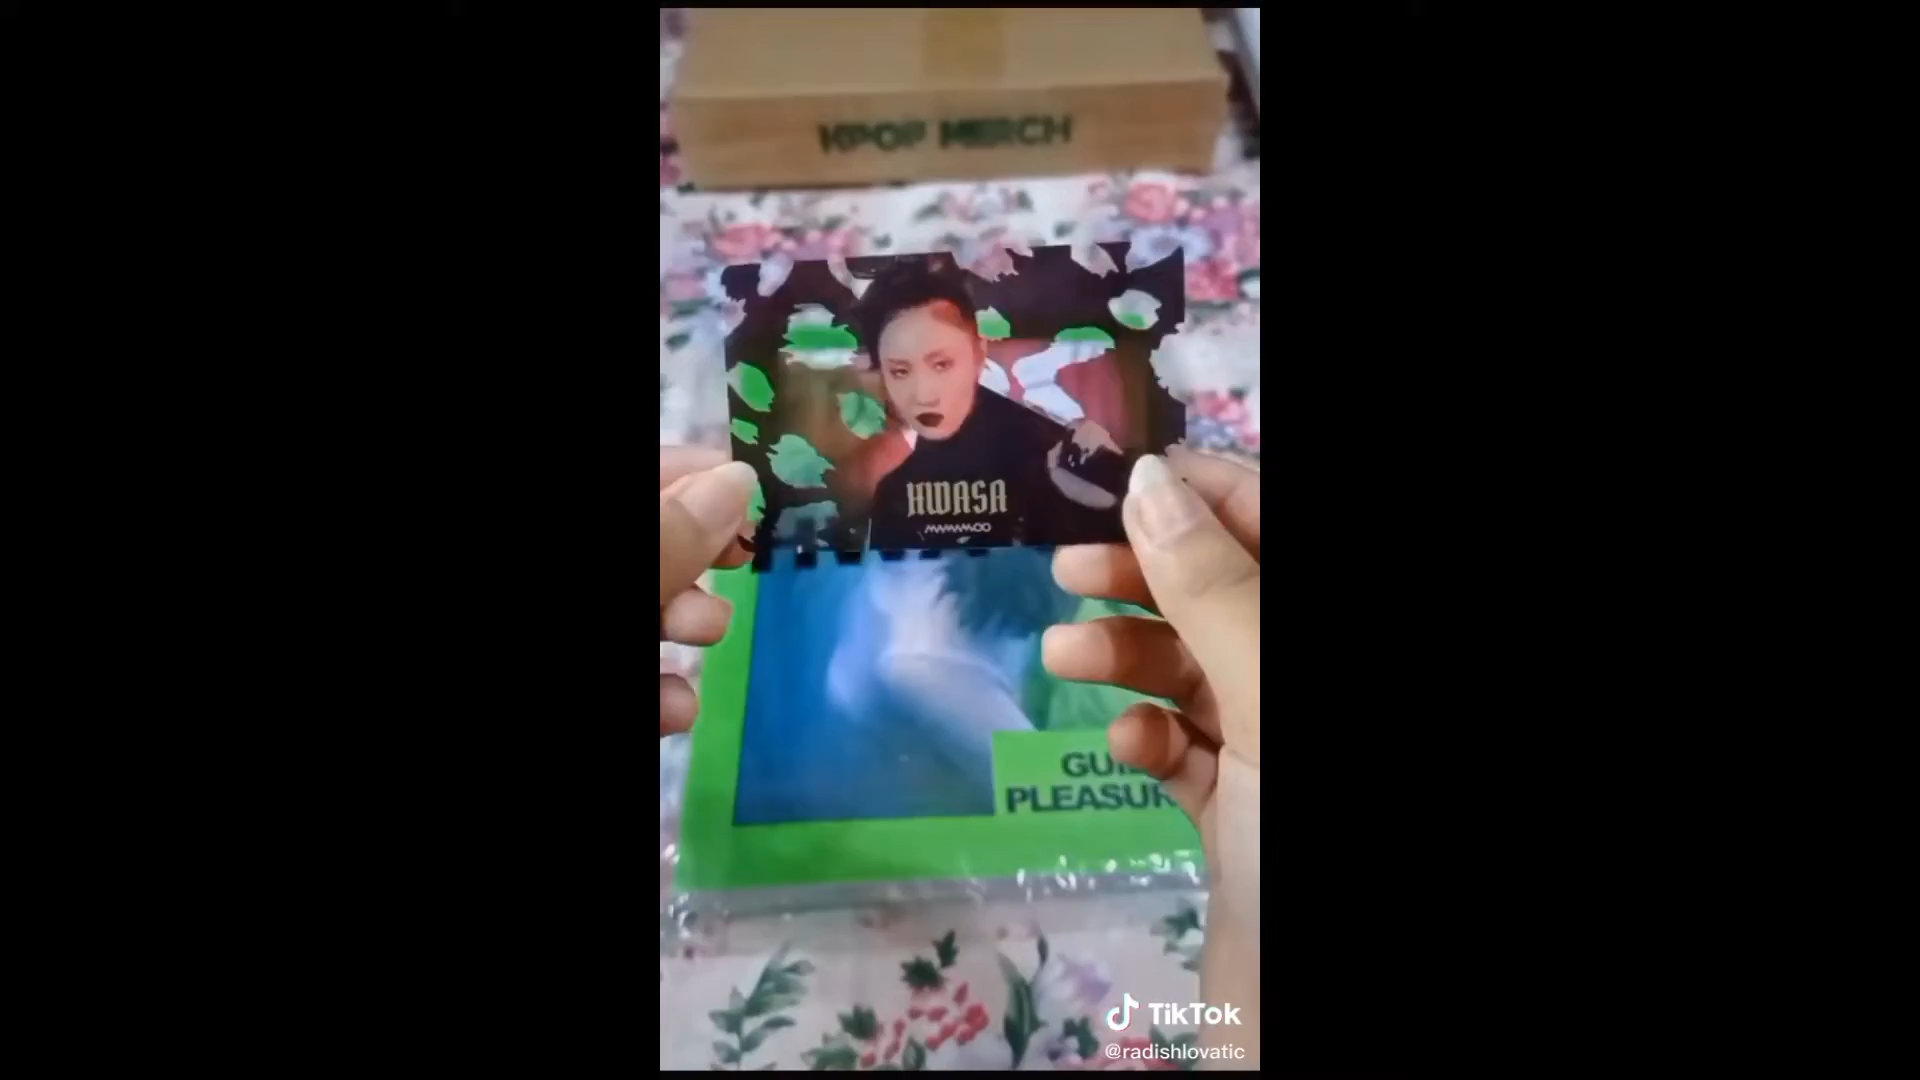 KPOP MERCH
HWASA
MAMAMOO
PLEASUR
TikTok
@radishlovatic